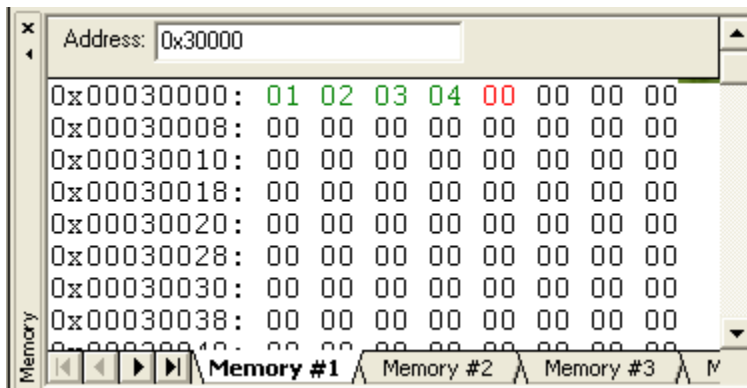 Address: 0x30000
0x00030000: 01 02 03 04 00 00 00 00
0x00030008: 00 00 00 00 00 00 00 00
0x00030010: 00 00 00 00 00 00 00 00
0x00030018: 00 00 00 00 00 00 00 00
0x00030020: 00 00 00 00 00 00 00 00
0x00030028: 00 00 00 00 00 00 00 00
0x00030030: 00 00 00 00 00 00 00 00
0x00030038: 00 00 00 00 00 00 00 00
Memory #1 Memory #2 Memory #3 M
Memory